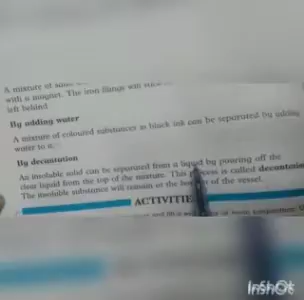 A mixture of
with a magnet. The iron filings will
left behind.
By adding water
A mixture of coloured substances as black ink can be separated by adding
water to it.
By decantation
An insoluble solid can be separated from a liquid by pouring off the
clear liquid from the top of the mixture. This is called
The insoluble substance will remain at the of the vessel.
ACTIVITIE
InShOt